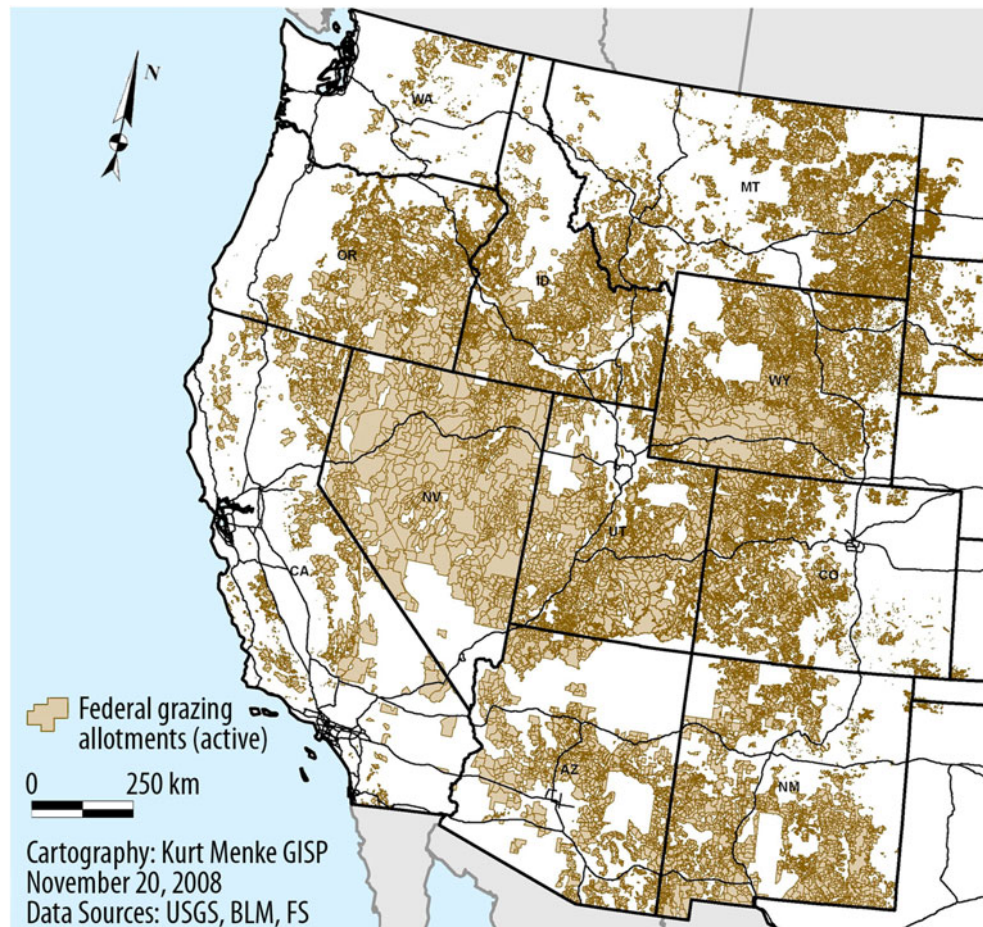 N
WA
MT
OR
ID
WY
NV
UT
CA
CO
AZ
NM
Federal grazing
allotments (active)
0 250 km
Cartography: Kurt Menke GISP
November 20, 2008
Data Sources: USGS, BLM, FS